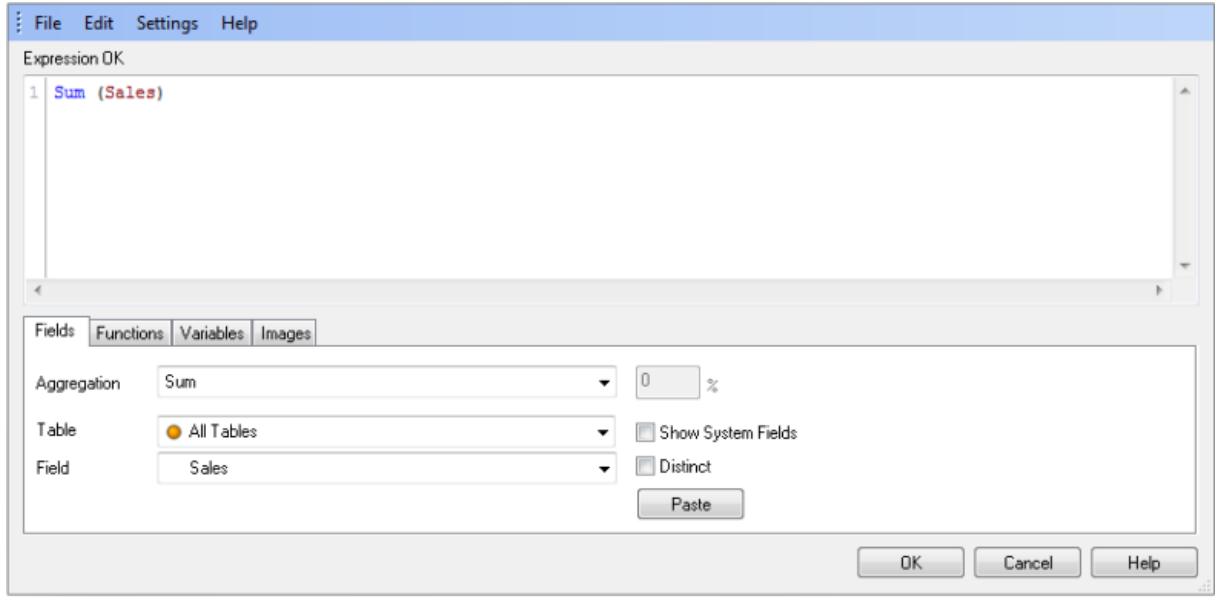 File Edit Settings Help
Expression OK
1 Sum (Sales)
Fields Functions Variables Images
Aggregation Sum 0 %
Table All Tables Show System Fields
Field Sales Distinct
Paste
OK Cancel Help